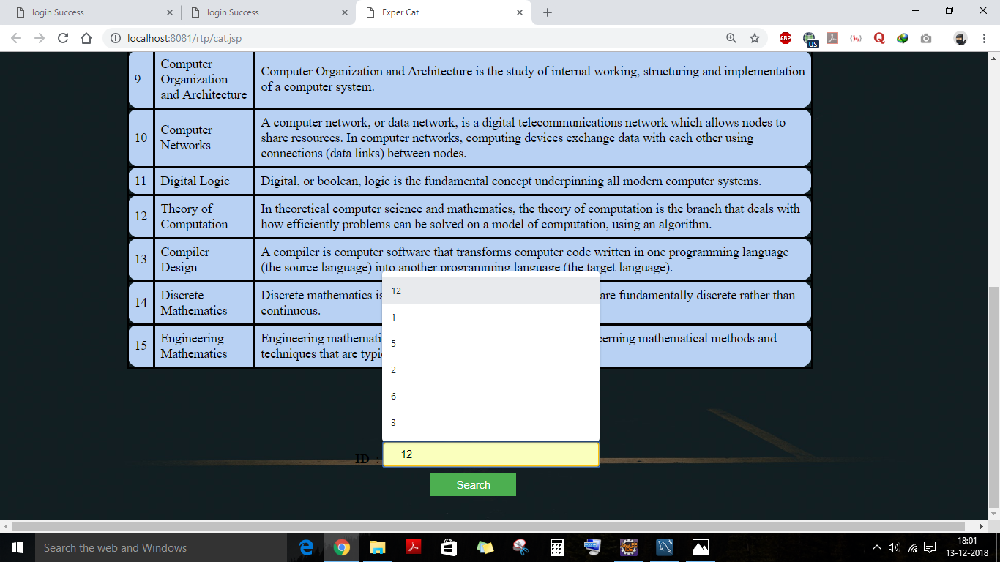 login Success
login Success
Exper Cat
localhost:8081/rtp/cat.jsp
ABP
US
Q
9
Computer
Organization
and Architecture
Computer Organization and Architecture is the study of internal working, structuring and implementation
of a computer system.
10
Computer
Networks
A computer network, or data network, is a digital telecommunications network which allows nodes to
share resources. In computer networks, computing devices exchange data with each other using
connections (data links) between nodes.
11
Digital Logic
Digital, or boolean, logic is the fundamental concept underpinning all modern computer systems.
12
Theory of
Computation
In theoretical computer science and mathematics, the theory of computation is the branch that deals with
how efficiently problems can be solved on a model of computation, using an algorithm.
13
Compiler
Design
A compiler is computer software that transforms computer code written in one programming language
(the source language) into another programming language (the target language).
14
Discrete
Mathematics
Discrete mathematics is are fundamentally discrete rather than
continuous.
15
Engineering
Mathematics
Engineering mathemati cerning mathematical methods and
techniques that are typi
12
1
5
2
6
3
ID :
12
Search
Search the web and Windows
18:01
13-12-2018